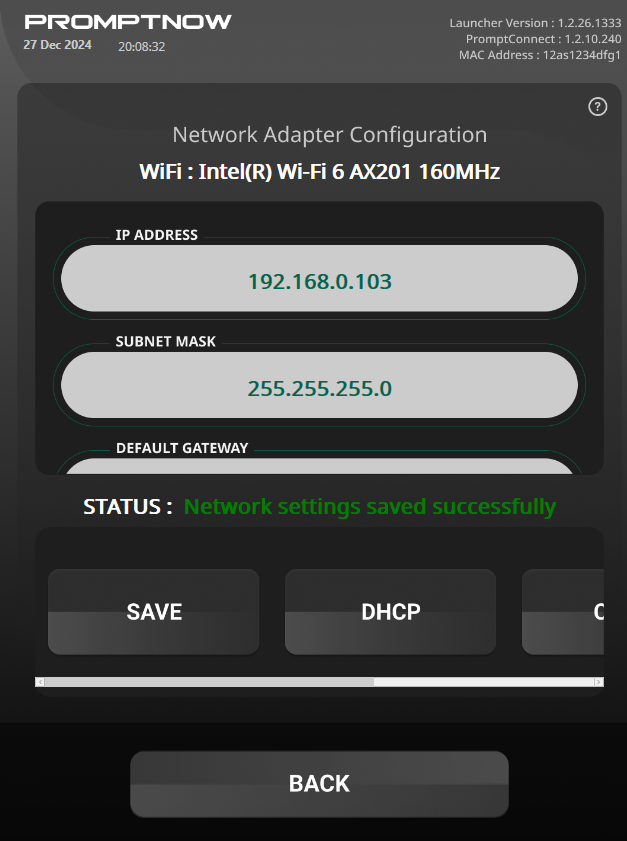 PROMPTNOW
27 Dec 2024 20:08:32
Launcher Version : 1.2.26.1333
PromptConnect : 1.2.10.240
MAC Address : 12as1234dfg1
?
Network Adapter Configuration
WiFi : Intel(R) Wi-Fi 6 AX201 160MHz
IP ADDRESS
192.168.0.103
SUBNET MASK
255.255.255.0
DEFAULT GATEWAY
STATUS : Network settings saved successfully
SAVE DHCP
BACK